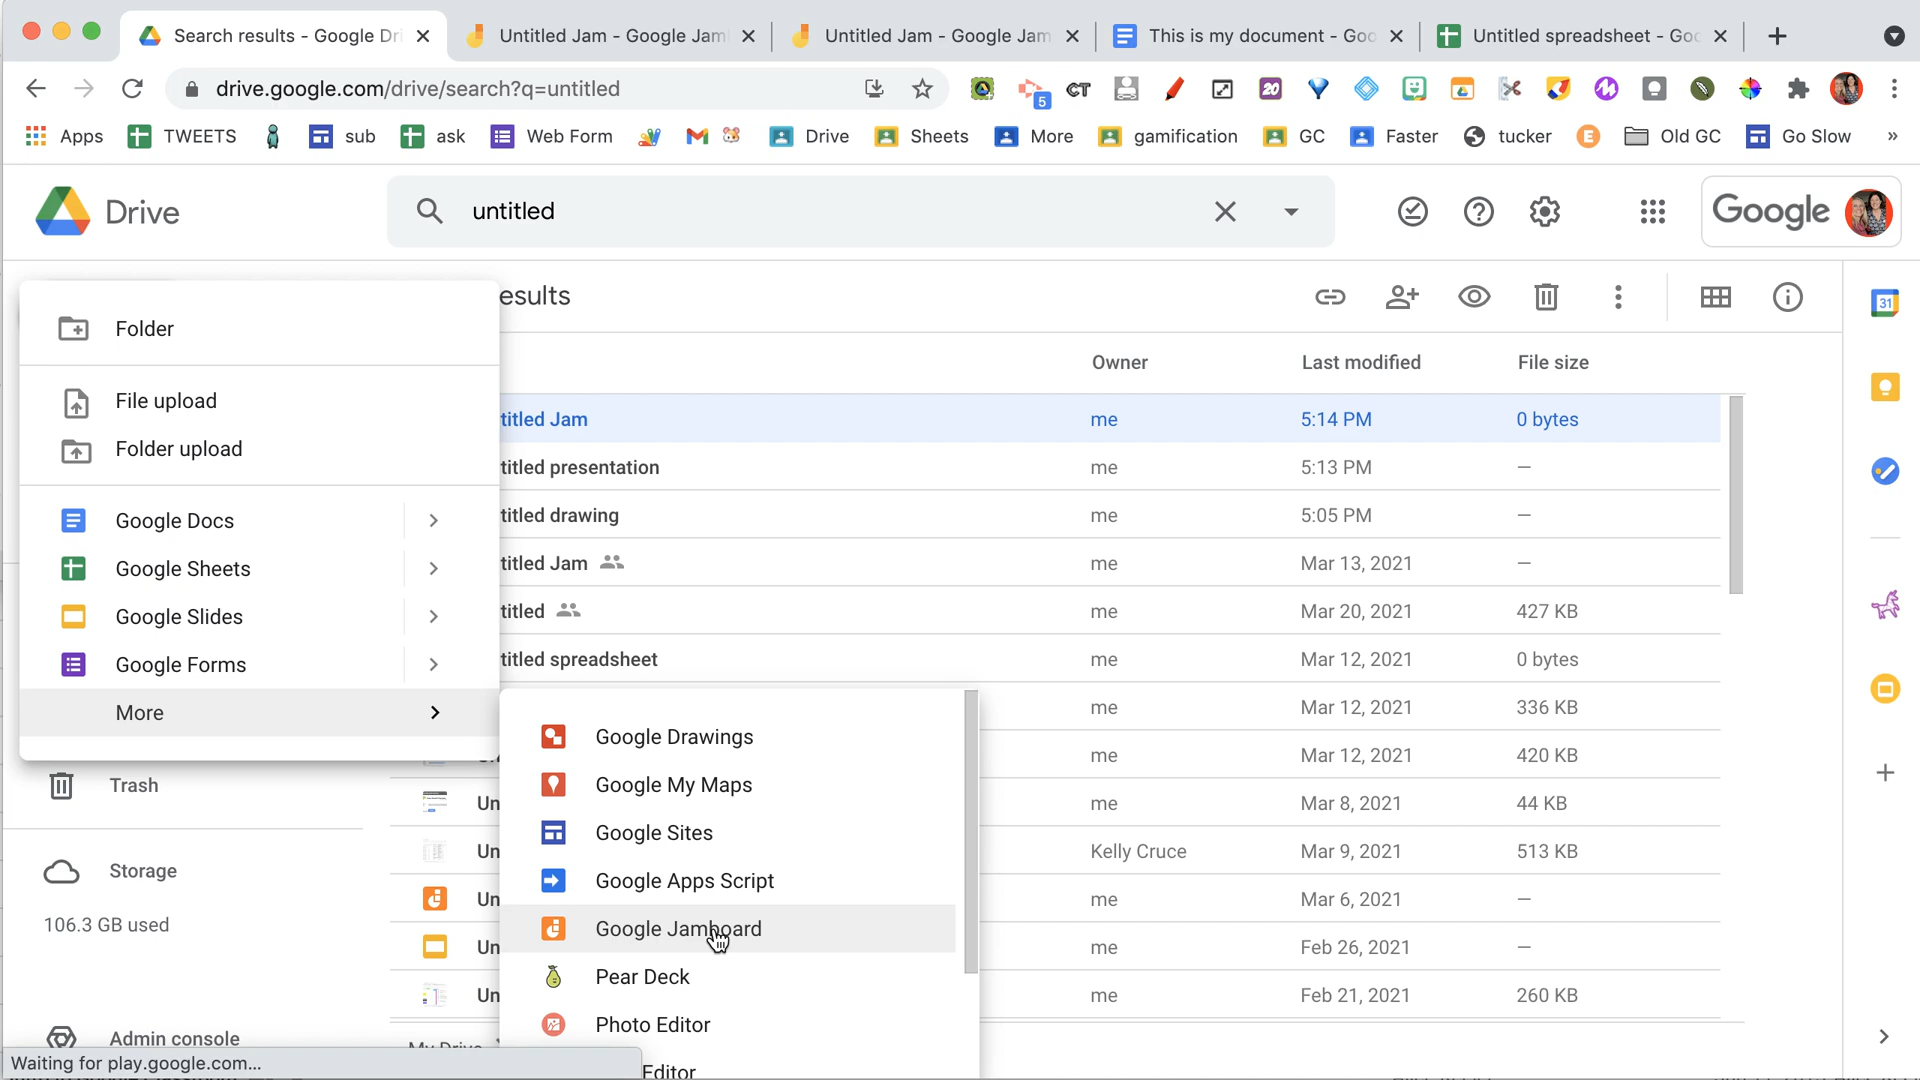 Search results - Google Dri
Untitled Jam - Google Jaml
Untitled Jam - Google Jam
This is my document - Goo
Untitled spreadsheet - Goo
drive.google.com/drive/search?q=untitled
5
CT
20
Apps
TWEETS
sub
ask
Web Form
Drive
Sheets
More
gamification
GC
Faster
tucker
E
Old GC
Go Slow
»
Drive
untitled
Google
esults
31
Folder
Owner
Last modified
File size
File upload
titled Jam
me
5:14 PM
0 bytes
Folder upload
titled presentation
me
5:13 PM
—
Google Docs
titled drawing
me
5:05 PM
—
Google Sheets
titled Jam
me
Mar 13, 2021
—
Google Slides
titled
me
Mar 20, 2021
427 KB
Google Forms
titled spreadsheet
me
Mar 12, 2021
0 bytes
More
me
Mar 12, 2021
336 KB
Google Drawings
me
Mar 12, 2021
420 KB
Trash
Google My Maps
Un
me
Mar 8, 2021
44 KB
Google Sites
Un
Kelly Cruce
Mar 9, 2021
513 KB
Storage
Google Apps Script
Un
me
Mar 6, 2021
—
106.3 GB used
Google Jamboard
Un
me
Feb 26, 2021
—
Pear Deck
Un
me
Feb 21, 2021
260 KB
Photo Editor
Admin console
My Drive
Waiting for play.google.com...
Editor